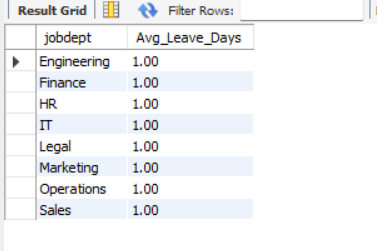 Result Grid Filter Rows:
jobdept Avg_Leave_Days
Engineering 1.00
Finance 1.00
HR 1.00
IT 1.00
Legal 1.00
Marketing 1.00
Operations 1.00
Sales 1.00